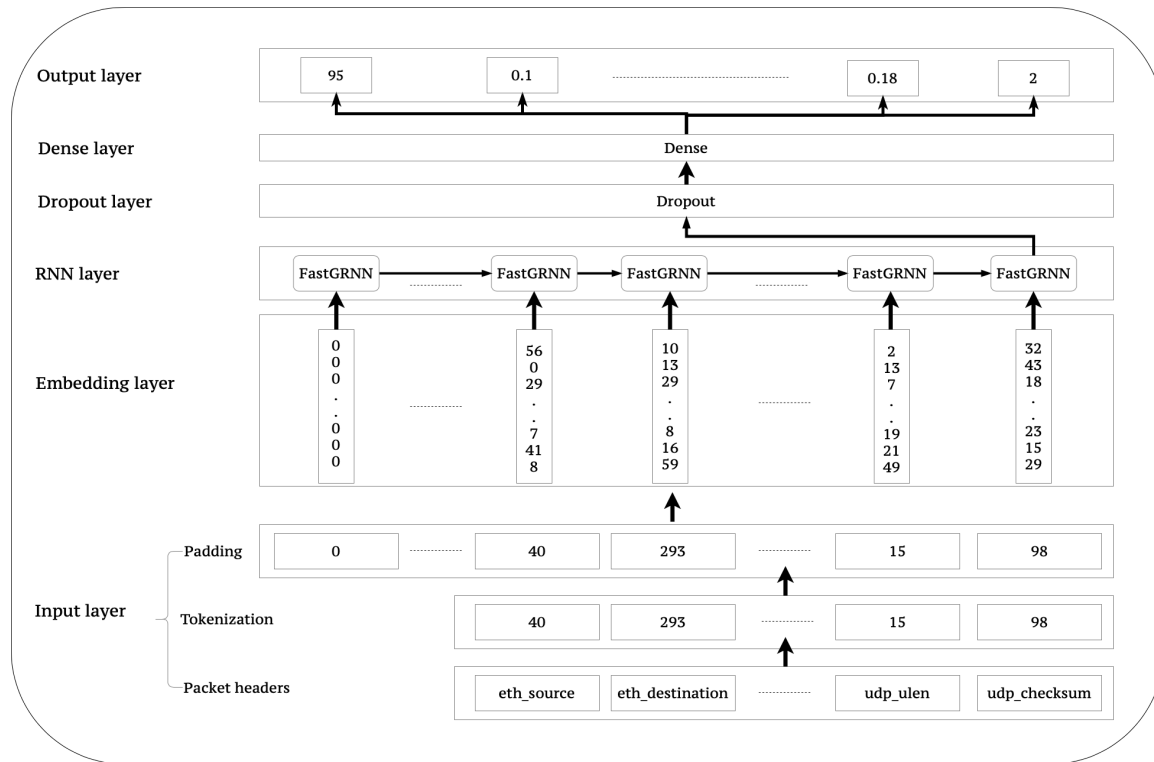 Output layer
95
0.1
0.18
2
Dense layer
Dense
Dropout layer
Dropout
RNN layer
FastGRNN
FastGRNN
FastGRNN
FastGRNN
FastGRNN
Embedding layer
0
0
0
.
.
0
0
0
56
0
29
.
.
7
41
8
10
13
29
.
.
8
16
59
2
13
7
.
.
19
21
49
32
43
18
.
.
23
15
29
Input layer
Padding
0
40
293
15
98
Tokenization
40
293
15
98
Packet headers
eth_source
eth_destination
udp_ulen
udp_checksum